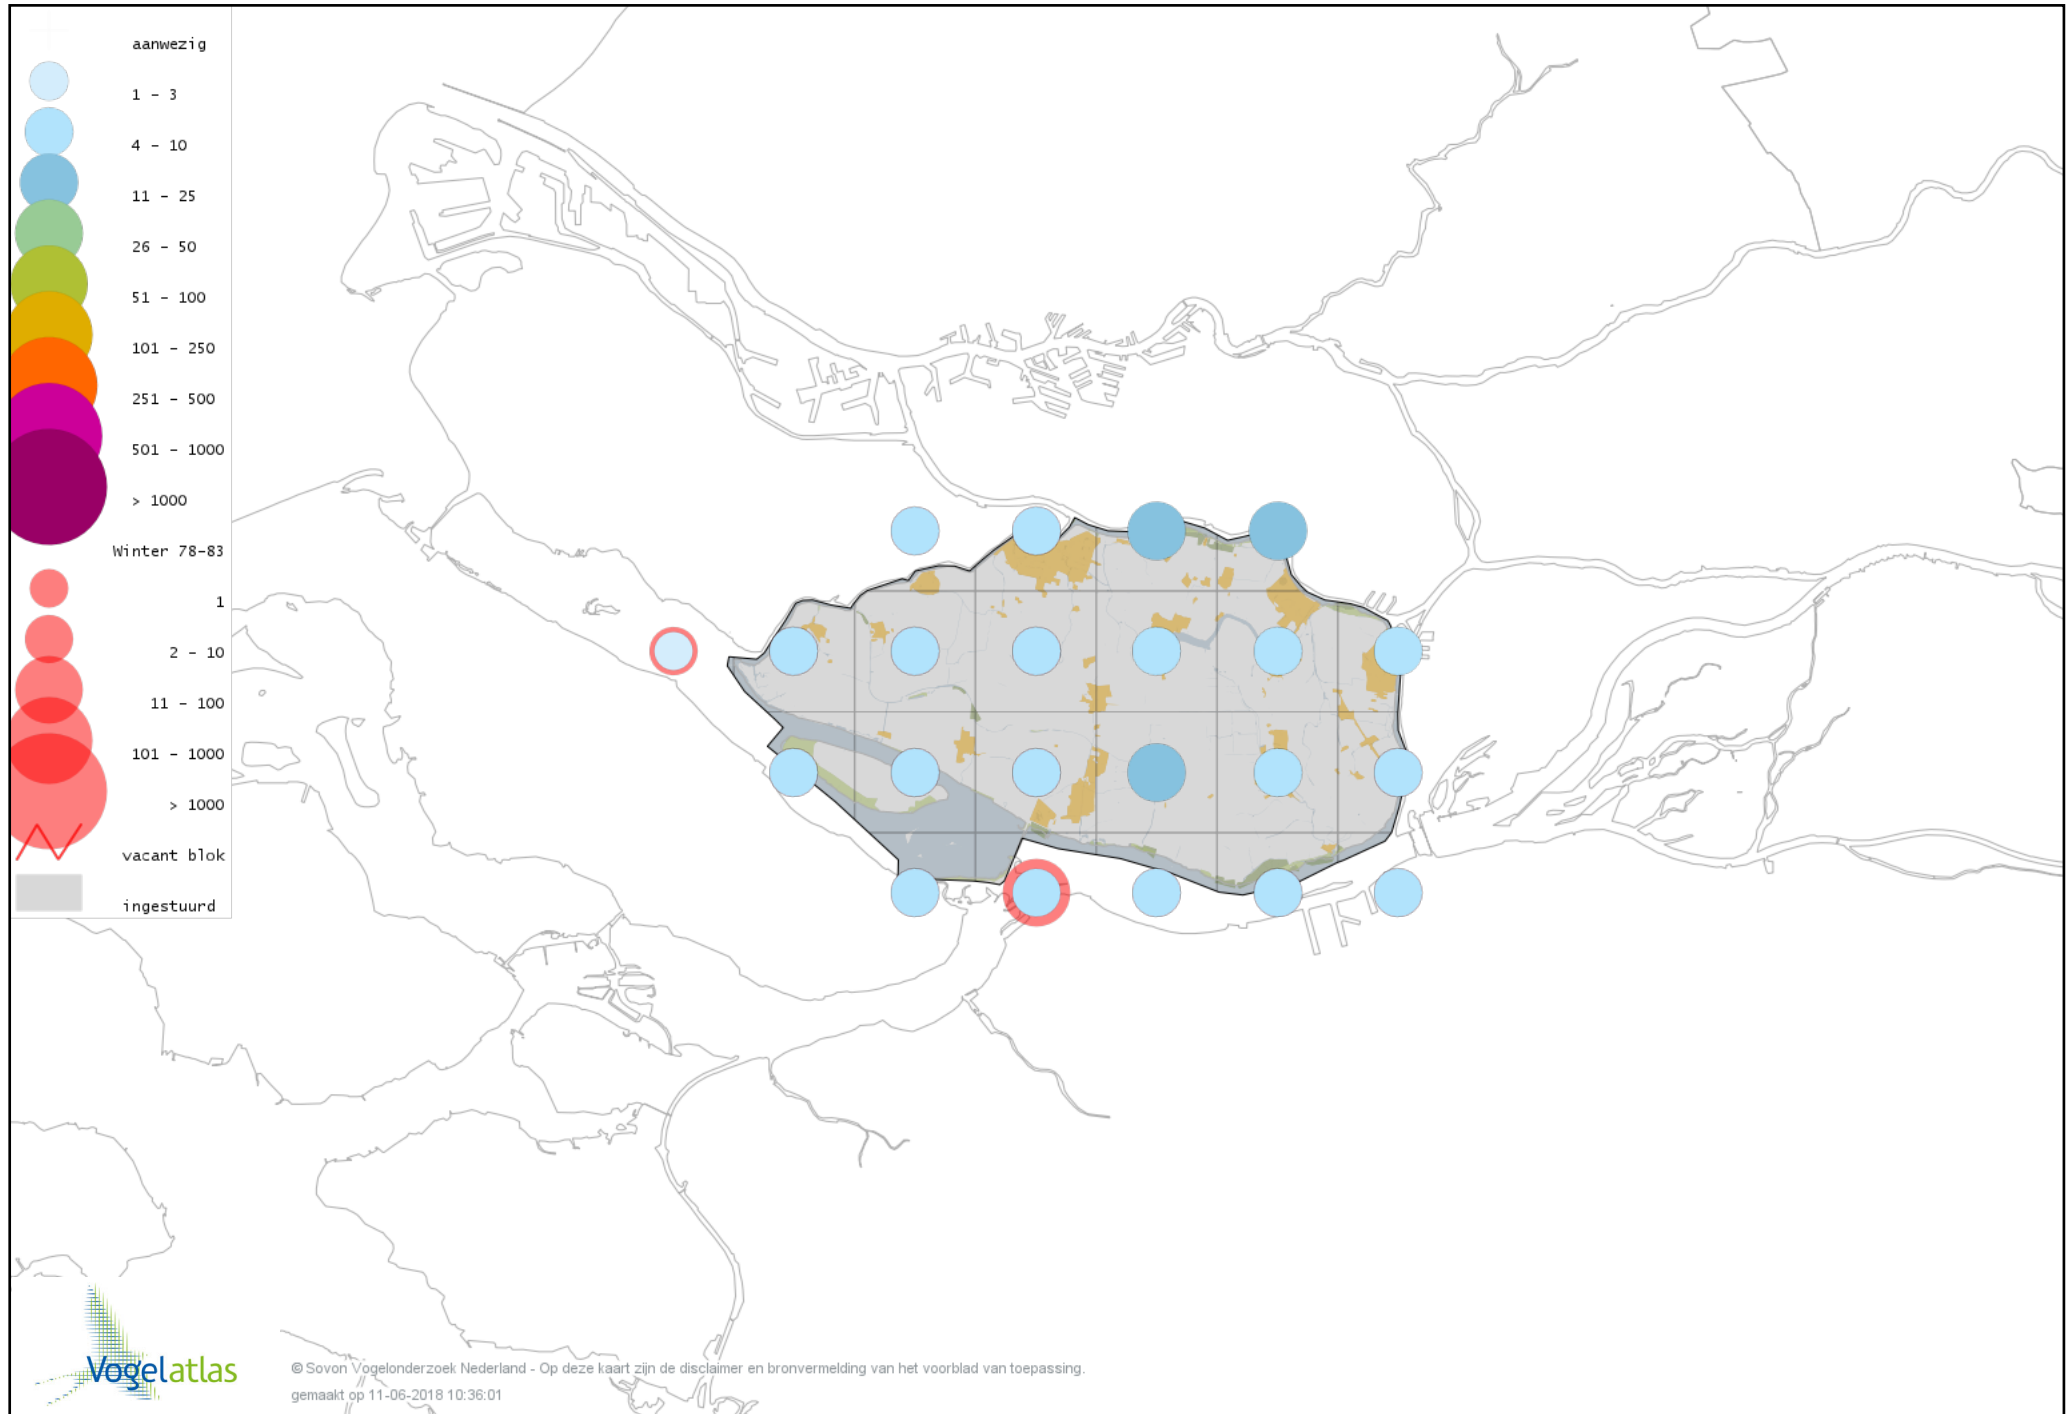 aanwezig
1 - 3
4 - 10
11 - 25
26 - 50
51 - 100
101 - 250
251 - 500
501 - 1000
> 1000
Winter 78-83
1
2 - 10
11 - 100
101 - 1000
> 1000
vacant blok
ingestuurd
Vogelatlas
© Sovon Vogelonderzoek Nederland - Op deze kaart zijn de disclaimer en bronvermelding van het voorblad van toepassing.
gemaakt op 11-06-2018 10:36:01